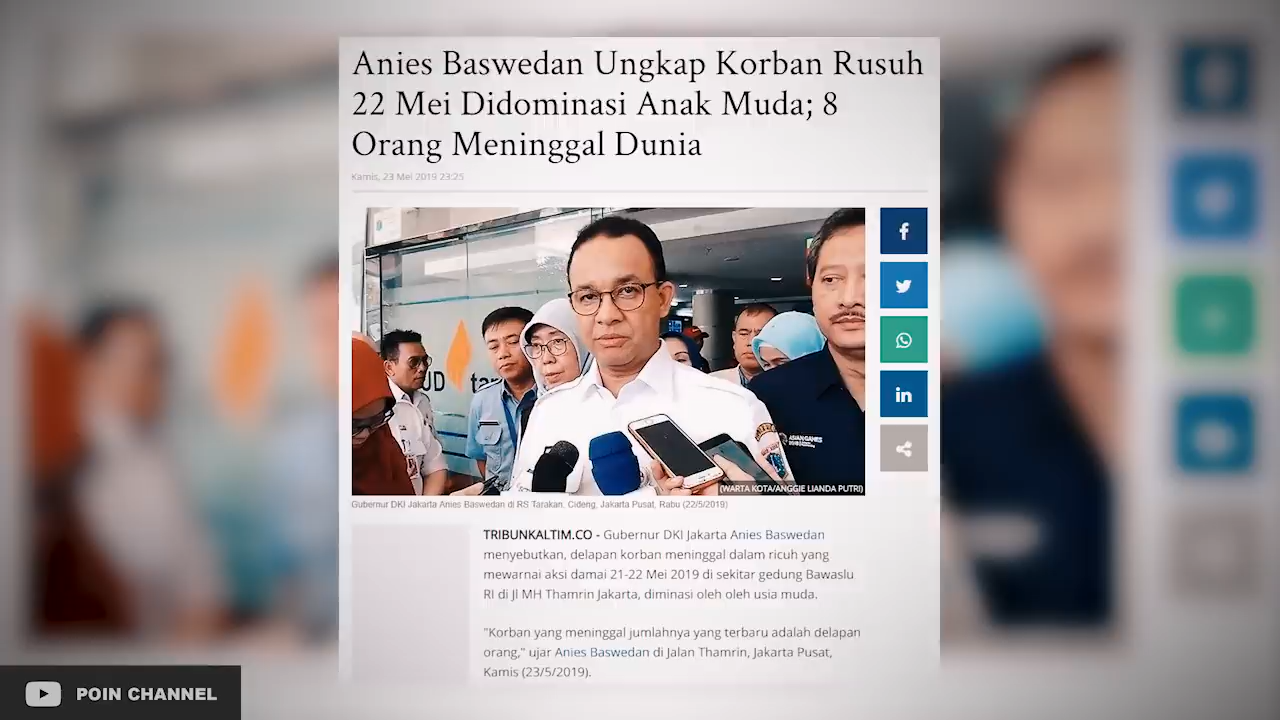 Anies Baswedan Ungkap Korban Rusuh
22 Mei Didominasi Anak Muda; 8
Orang Meninggal Dunia
Kamis, 23 Mei 2019 23:25
UD
ASIAN GAMES
(WARTA KOTA/ANGGIE LIANDA PUTRI)
Gubernur DKI Jakarta Anies Baswedan di RS Tarakan, Cideng, Jakarta Pusat, Rabu (22/5/2019)
TRIBUNKALTIM.CO - Gubernur DKI Jakarta Anies Baswedan
menyebutkan, delapan korban meninggal dalam ricuh yang
mewarnai aksi damai 21-22 Mei 2019 di sekitar gedung Bawaslu
RI di Jl MH Thamrin Jakarta, diminasi oleh oleh usia muda.
"Korban yang meninggal jumlahnya yang terbaru adalah delapan
orang," ujar Anies Baswedan di Jalan Thamrin, Jakarta Pusat,
Kamis (23/5/2019).
POIN CHANNEL